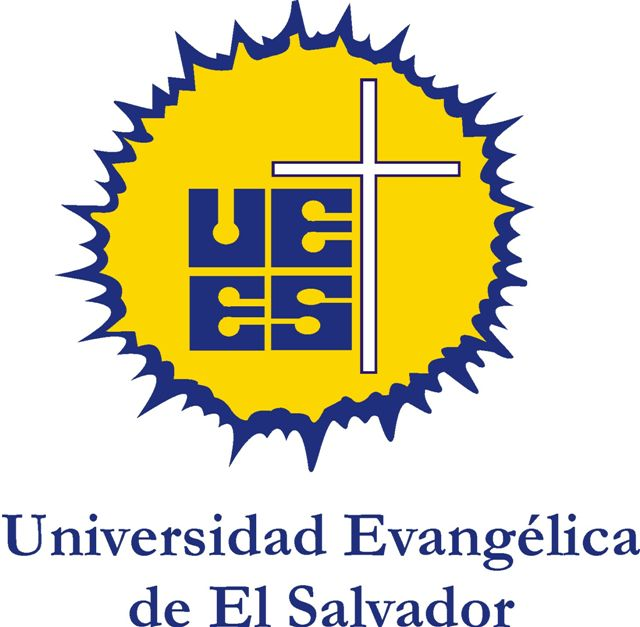 UE
ES
Universidad Evangélica
de El Salvador